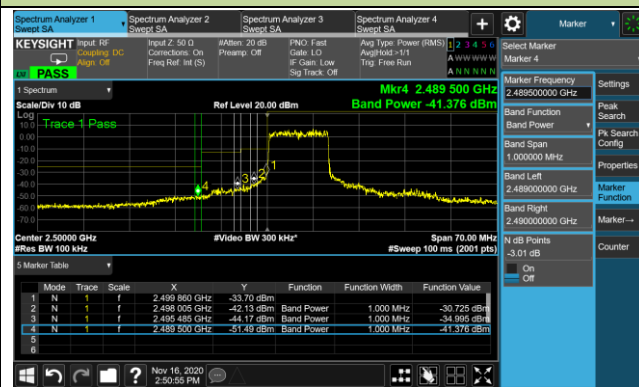 Spectrum Analyzer 1
Swept SA
Spectrum Analyzer 2
Swept SA
Spectrum Analyzer 3
Swept SA
Spectrum Analyzer 4
Swept SA
+
Marker
KEYSIGHT
Input: RF
Coupling: DC
Align: Off
Input Z: 50 Ω
Corrections: On
Freq Ref: Int (S)
#Atten: 20 dB
Preamp: Off
PNO: Fast
Gate: LO
IF Gain: Low
Sig Track: Off
Avg Type: Power (RMS)
Avg|Hold:>1/1
Trig: Free Run
1 2 3 4 5 6
A W W W W W
A N N N N N
LXI
PASS
Select Marker
Marker 4
Marker Frequency
2.489500000 GHz
Settings
Band Function
Band Power
Peak
Search
Band Span
1.000000 MHz
Pk Search
Config
Properties
Band Left
2.489000000 GHz
Marker
Function
Band Right
2.490000000 GHz
Marker→
N dB Points
-3.01 dB
On
Off
Counter
1 Spectrum
Scale/Div 10 dB
Ref Level 20.00 dBm
Mkr4 2.489 500 GHz
Band Power -41.376 dBm
Log
Trace 1 Pass
10.0
0.00
-10.0
-20.0
-30.0
-40.0
-50.0
-60.0
-70.0
4
3
2
1
Center 2.50000 GHz
#Video BW 300 kHz*
Span 70.00 MHz
#Res BW 100 kHz
#Sweep 100 ms (2001 pts)
5 Marker Table
Mode Trace Scale X Y Function Function Width Function Value
1 N 1 f 2.499 860 GHz -33.70 dBm
2 N 1 f 2.498 005 GHz -42.13 dBm Band Power 1.000 MHz -30.725 dBm
3 N 1 f 2.495 485 GHz -44.17 dBm Band Power 1.000 MHz -34.995 dBm
4 N 1 f 2.489 500 GHz -51.49 dBm Band Power 1.000 MHz -41.376 dBm
5
6
?
Nov 16, 2020
2:50:55 PM